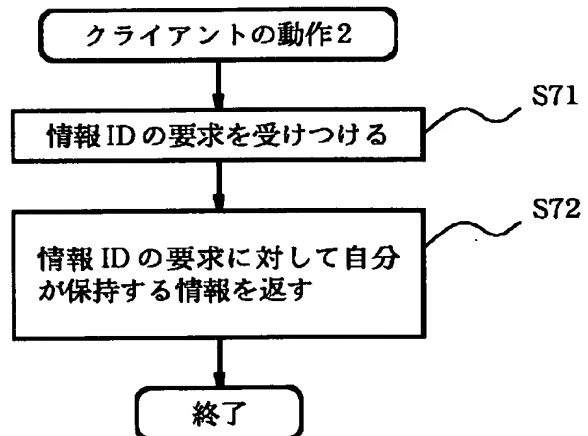 クライアントの動作2
S71
情報IDの要求を受けつける
S72
情報IDの要求に対して自分
が保持する情報を返す
終了